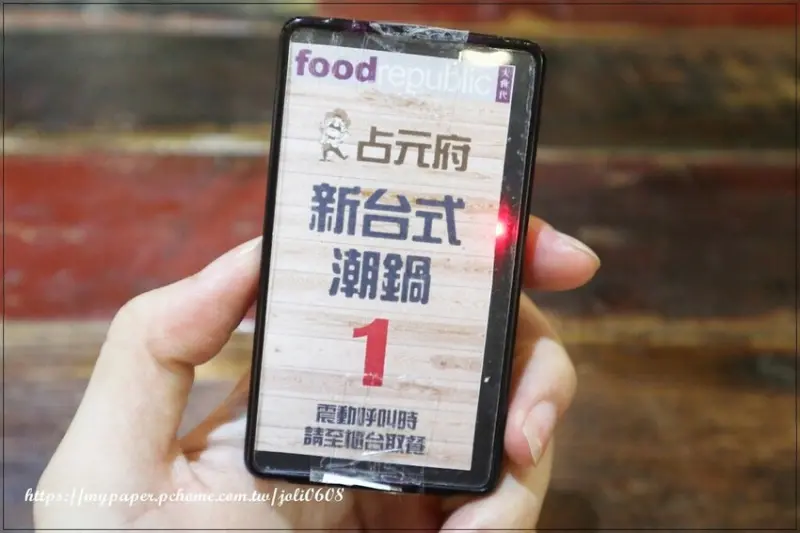 foodrepublic
大食代
占元府
新台式
潮鍋
1
震動呼叫時
請至櫃台取餐
https://mypaper.pchome.com.tw/joli0608